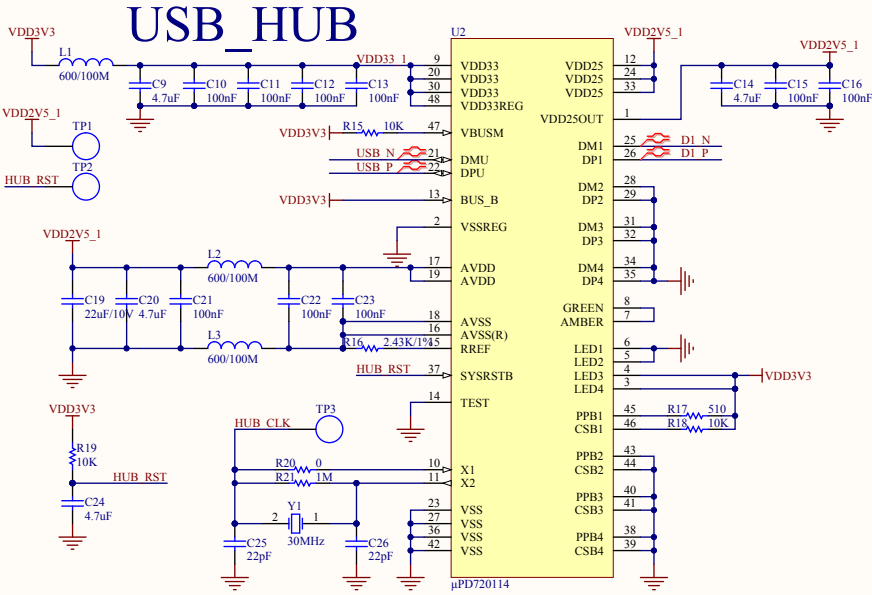 USB_HUB
U2
VDD3V3
L1
600/100M
C9
4.7uF
C10
100nF
C11
100nF
C12
100nF
C13
100nF
VDD33_1
9
20
30
48
VDD33
VDD33
VDD33
VDD33REG
VDD25
VDD25
VDD25
12
24
33
VDD2V5_1
VDD2V5_1
C14
4.7uF
C15
100nF
C16
100nF
VDD25OUT
1
VDD2V5_1
TP1
TP2
HUB_RST
VDD3V3
R15
10K
47
VBUSM
USB_N
21
DMU
USB_P
22
DPU
DM1
25
D1_N
DP1
26
D1_P
VDD3V3
13
BUS_B
DM2
28
DP2
29
2
VSSREG
DM3
31
DP3
32
VDD2V5_1
L2
600/100M
17
AVDD
19
AVDD
DM4
34
DP4
35
C19
22uF/10V
C20
4.7uF
C21
100nF
C22
100nF
C23
100nF
GREEN
8
AMBER
7
18
AVSS
16
AVSS(R)
L3
600/100M
R16
2.43K/1%
15
RREF
LED1
6
LED2
5
LED3
4
LED4
3
VDD3V3
HUB_RST
37
SYSRSTB
14
TEST
PPB1
45
R17
510
CSB1
46
R18
10K
VDD3V3
R19
10K
HUB_RST
C24
4.7uF
HUB_CLK
TP3
R20
0
10
X1
R21
1M
11
X2
PPB2
43
CSB2
44
Y1
2
1
30MHz
C25
22pF
C26
22pF
23
VSS
27
VSS
36
VSS
42
VSS
PPB3
40
CSB3
41
PPB4
38
CSB4
39
µPD720114